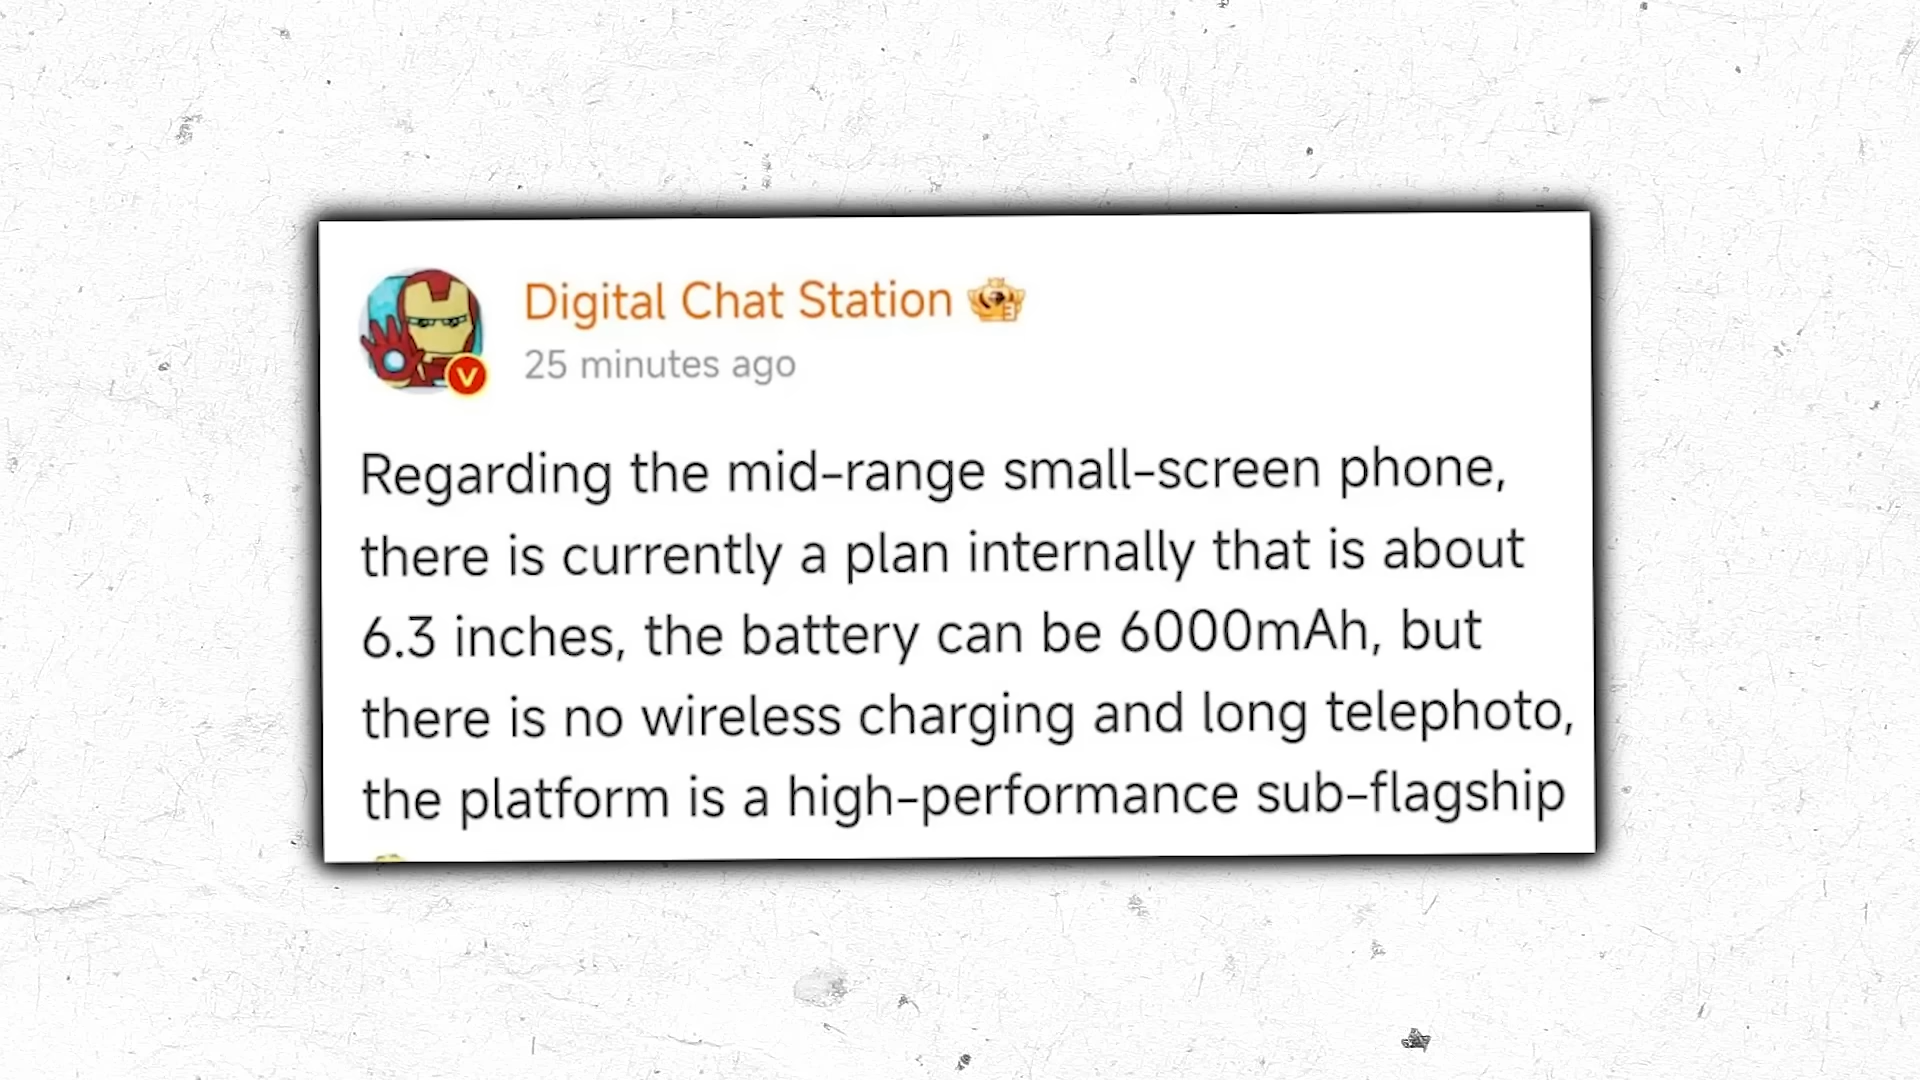 Digital Chat Station
25 minutes ago
Regarding the mid-range small-screen phone,
there is currently a plan internally that is about
6.3 inches, the battery can be 6000mAh, but
there is no wireless charging and long telephoto,
the platform is a high-performance sub-flagship